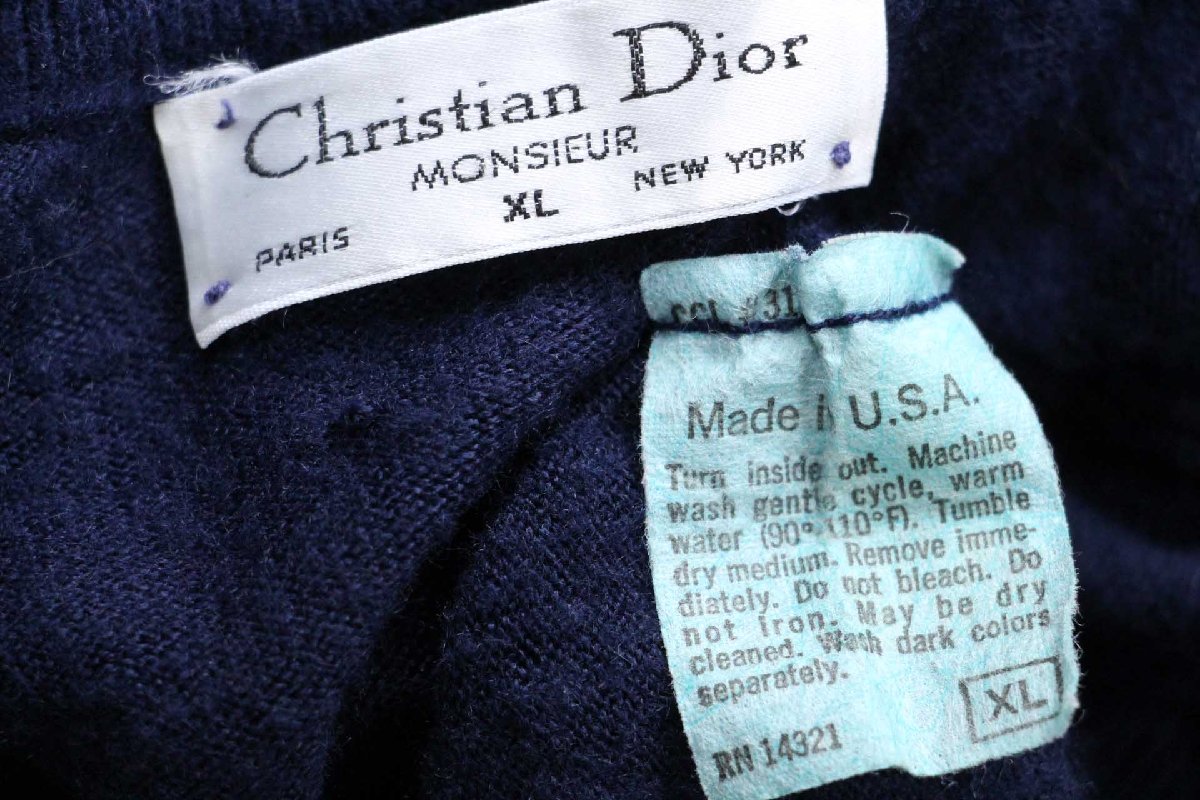 Christian Dior
MONSIEUR
XL
PARIS NEW YORK
#31
Made in U.S.A.
Turn inside out. Machine
wash gentle cycle, warm
water (90°-110°F). Tumble
dry medium. Remove imme-
diately. Do not bleach. Do
not iron. May be dry
cleaned. Wash dark colors
separately.
XL
RN 14321